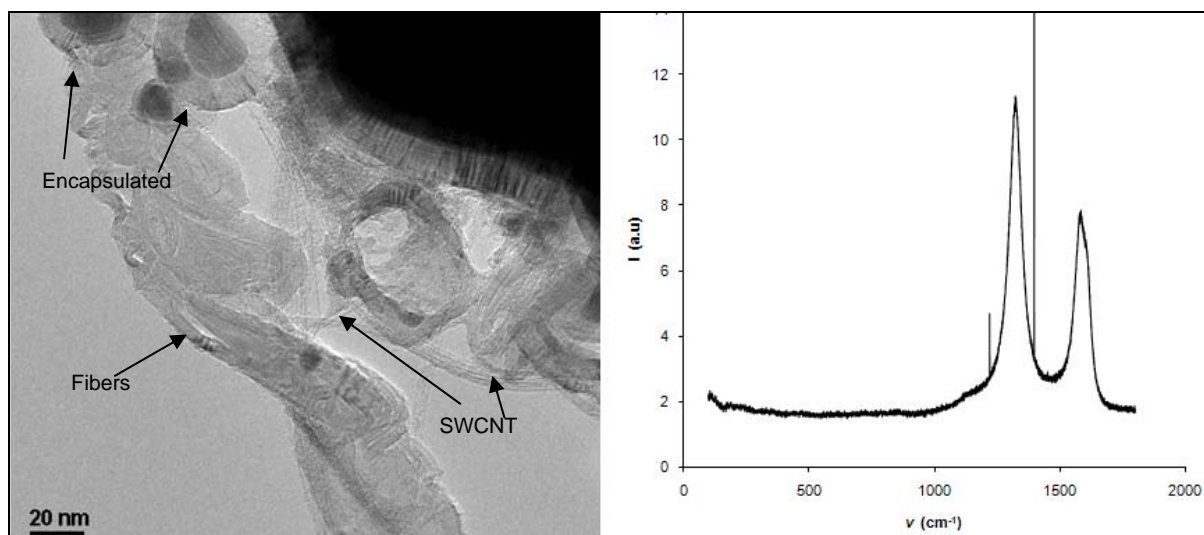 Encapsulated
Fibers
SWCNT
20 nm
I (a.u)
12
10
8
6
4
2
0
0 500 1000 1500 2000
v (cm⁻¹)